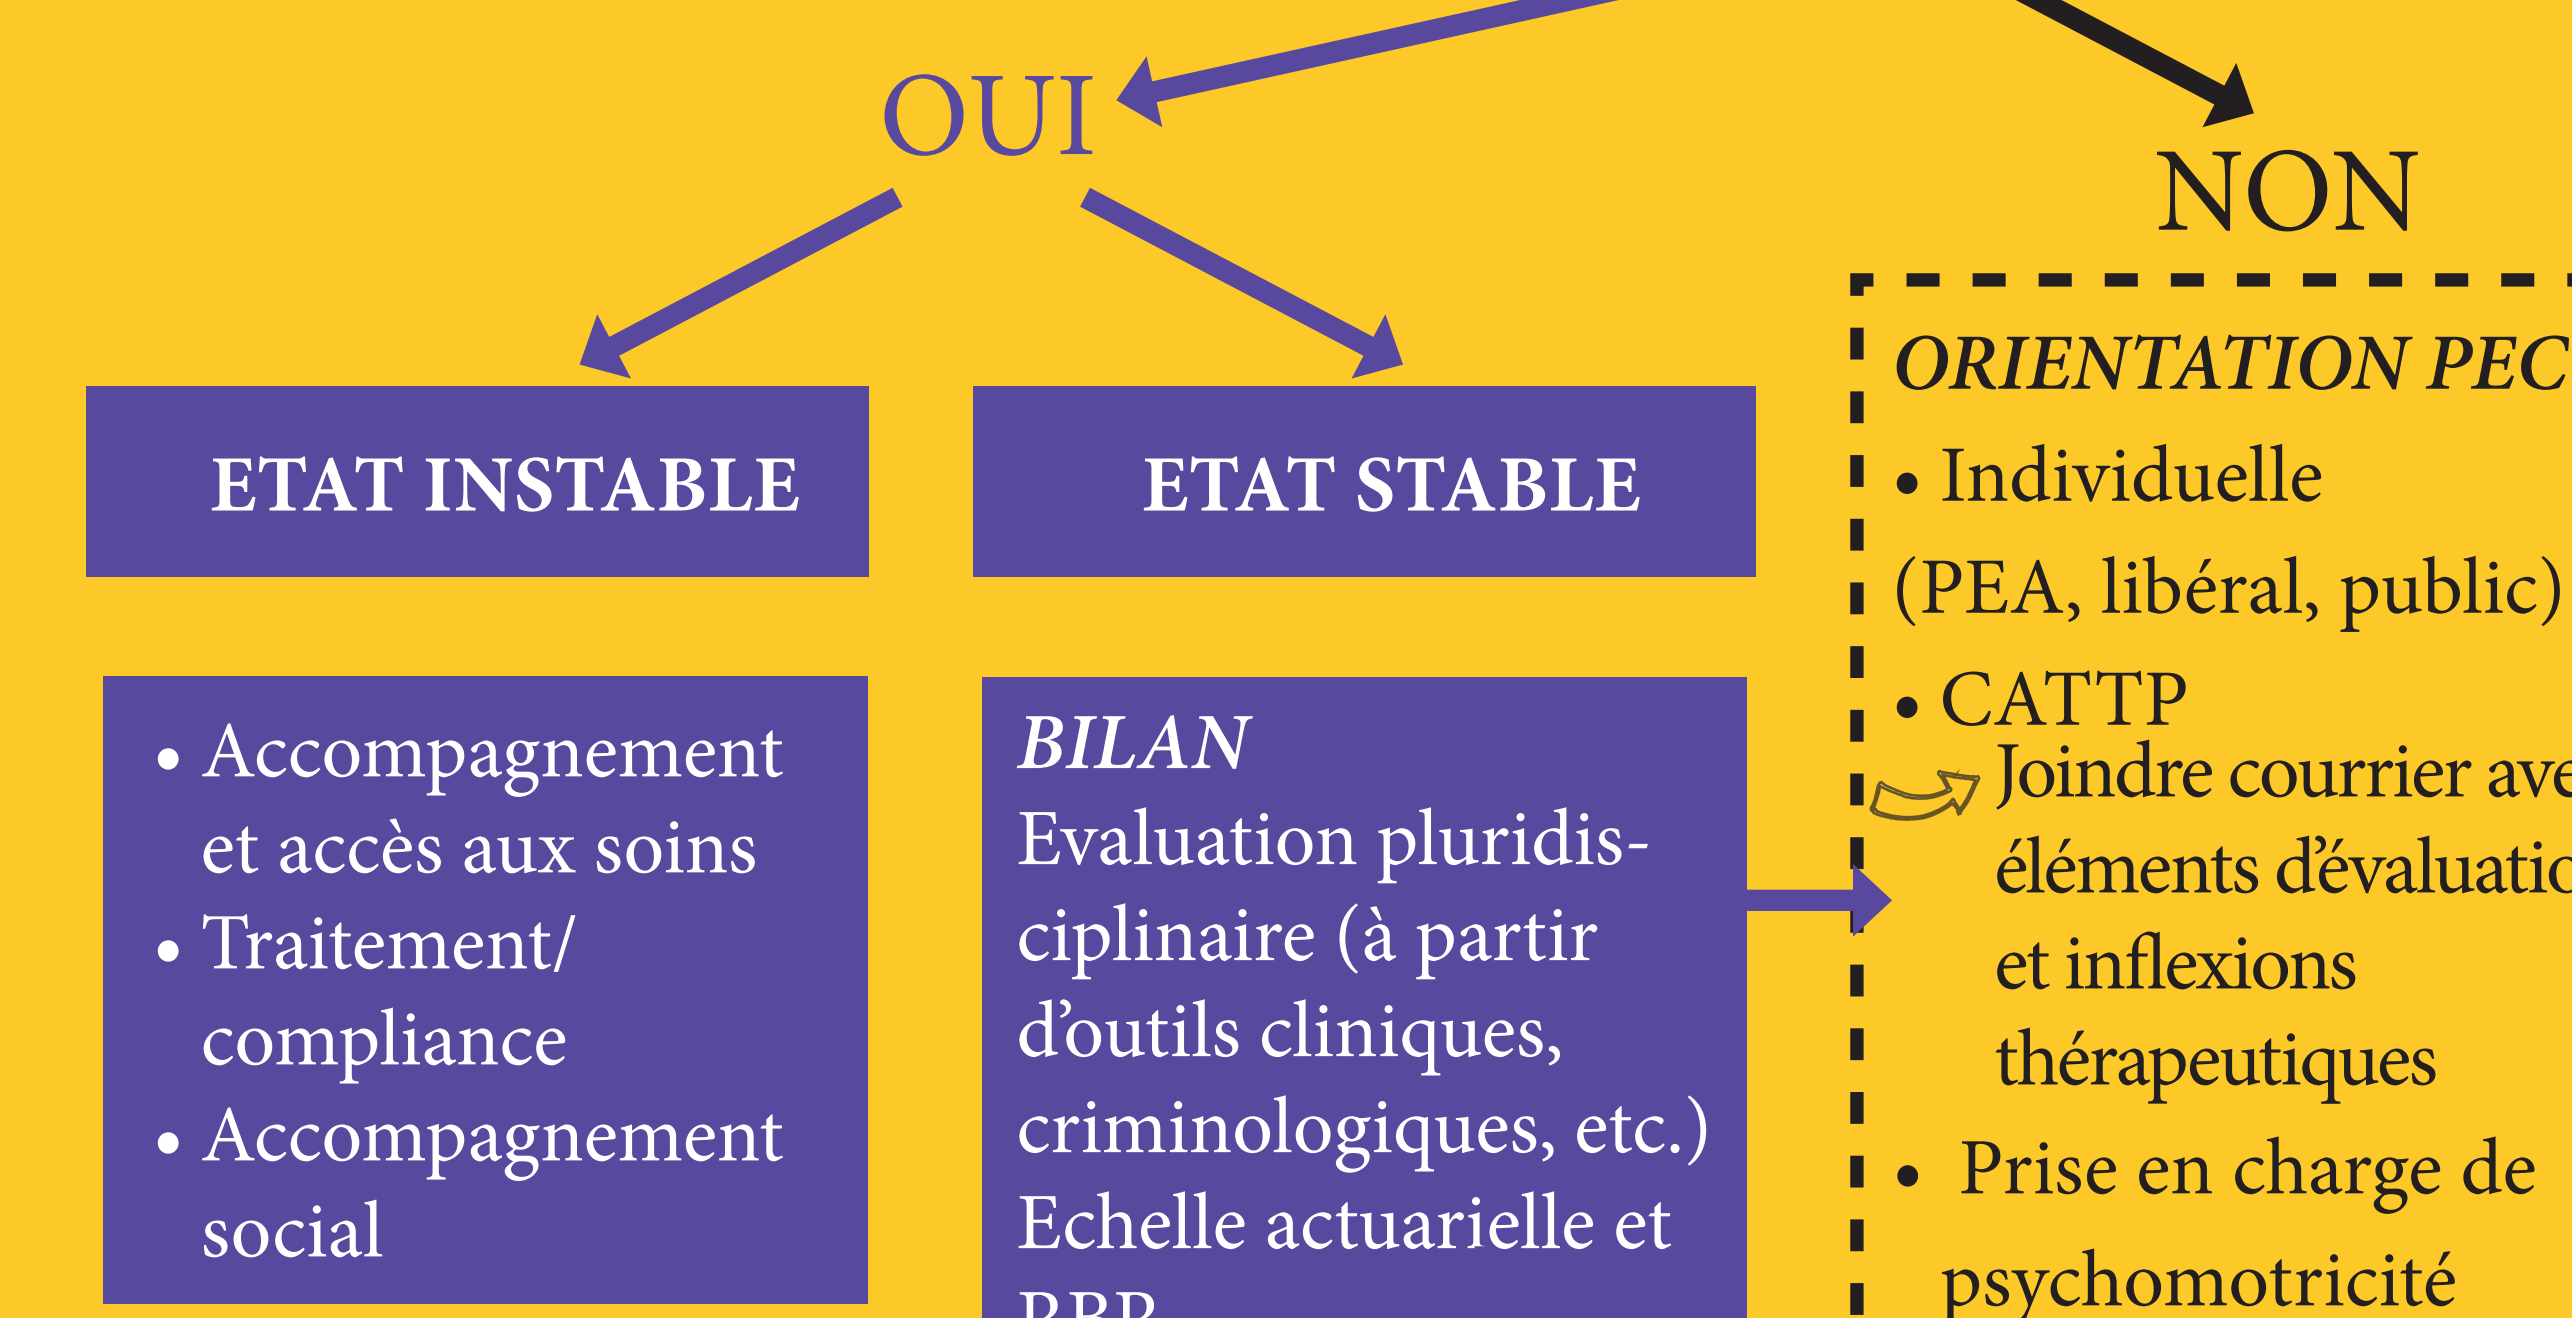 OUI
NON
ETAT INSTABLE
ETAT STABLE
• Accompagnement
et accès aux soins
• Traitement/
compliance
• Accompagnement
social
BILAN
Evaluation pluridis-
ciplinaire (à partir
d’outils cliniques,
criminologiques, etc.)
Echelle actuarielle et
ORIENTATION PEC
• Individuelle
(PEA, libéral, public)
• CATTP
Joindre courrier
éléments
et inflexions
thérapeutiques
• Prise en charge de
psychomotricité